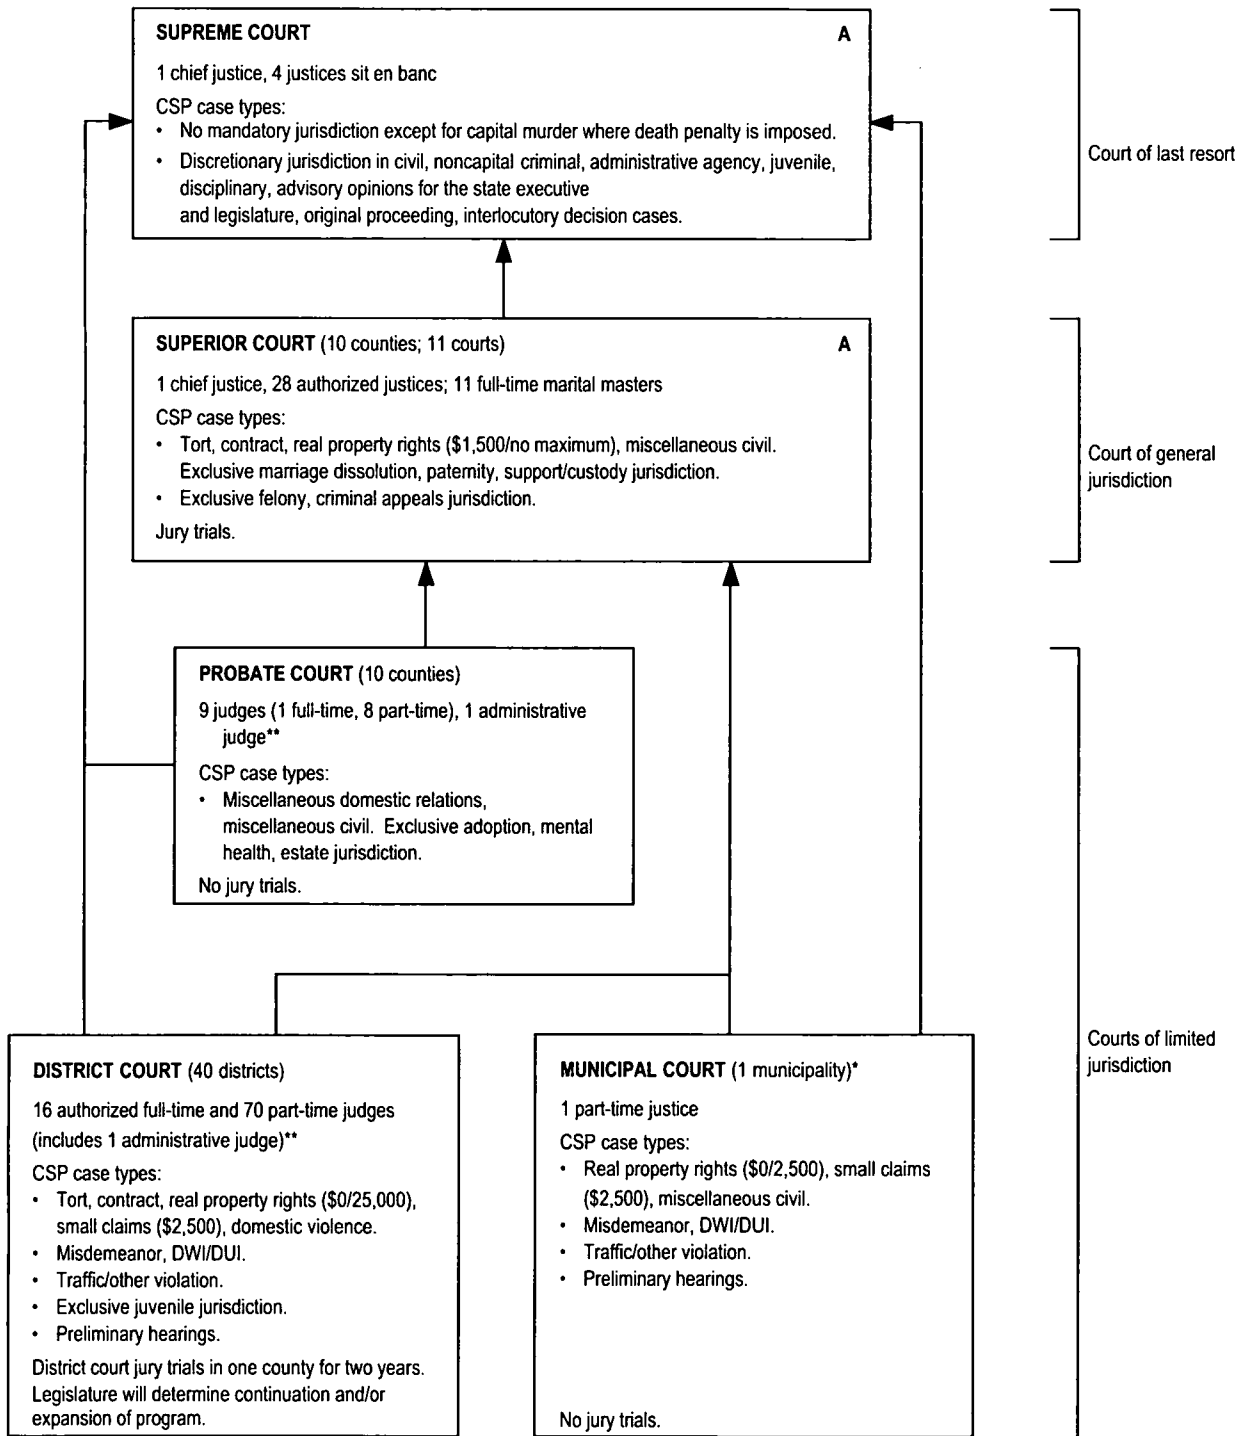 SUPREME COURT A
1 chief justice, 4 justices sit en banc
CSP case types:
• No mandatory jurisdiction except for capital murder where death penalty is imposed.
• Discretionary jurisdiction in civil, noncapital criminal, administrative agency, juvenile,
disciplinary, advisory opinions for the state executive
and legislature, original proceeding, interlocutory decision cases.
Court of last resort
SUPERIOR COURT (10 counties; 11 courts) A
1 chief justice, 28 authorized justices; 11 full-time marital masters
CSP case types:
• Tort, contract, real property rights ($1,500/no maximum), miscellaneous civil.
Exclusive marriage dissolution, paternity, support/custody jurisdiction.
• Exclusive felony, criminal appeals jurisdiction.
Jury trials.
Court of general
jurisdiction
PROBATE COURT (10 counties)
9 judges (1 full-time, 8 part-time), 1 administrative
judge**
CSP case types:
• Miscellaneous domestic relations,
miscellaneous civil. Exclusive adoption, mental
health, estate jurisdiction.
No jury trials.
DISTRICT COURT (40 districts)
16 authorized full-time and 70 part-time judges
(includes 1 administrative judge)**
CSP case types:
• Tort, contract, real property rights ($0/25,000),
small claims ($2,500), domestic violence.
• Misdemeanor, DWI/DUI.
• Traffic/other violation.
• Exclusive juvenile jurisdiction.
• Preliminary hearings.
District court jury trials in one county for two years.
Legislature will determine continuation and/or
expansion of program.
MUNICIPAL COURT (1 municipality)*
1 part-time justice
CSP case types:
• Real property rights ($0/2,500), small claims
($2,500), miscellaneous civil.
• Misdemeanor, DWI/DUI.
• Traffic/other violation.
• Preliminary hearings.
No jury trials.
Courts of limited
jurisdiction